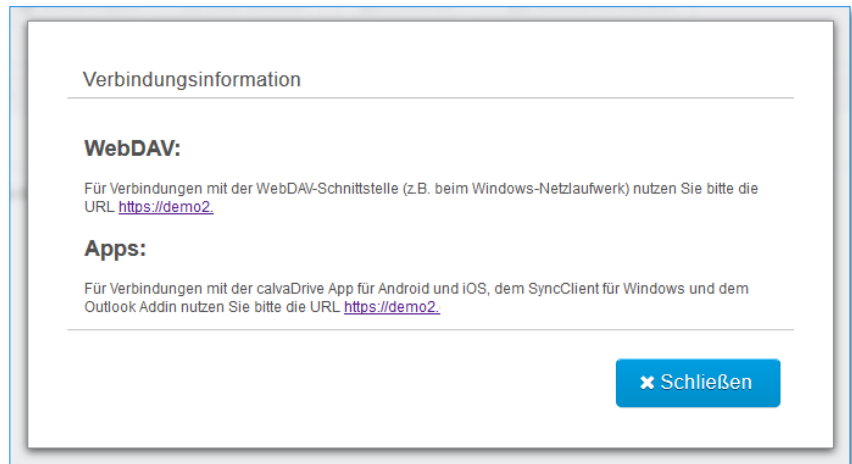 Verbindungsinformation
WebDAV:
Für Verbindungen mit der WebDAV-Schnittstelle (z.B. beim Windows-Netzlaufwerk) nutzen Sie bitte die
URL https://demo2.
Apps:
Für Verbindungen mit der calvaDrive App für Android und iOS, dem SyncClient für Windows und dem
Outlook Addin nutzen Sie bitte die URL https://demo2.
✖ Schließen